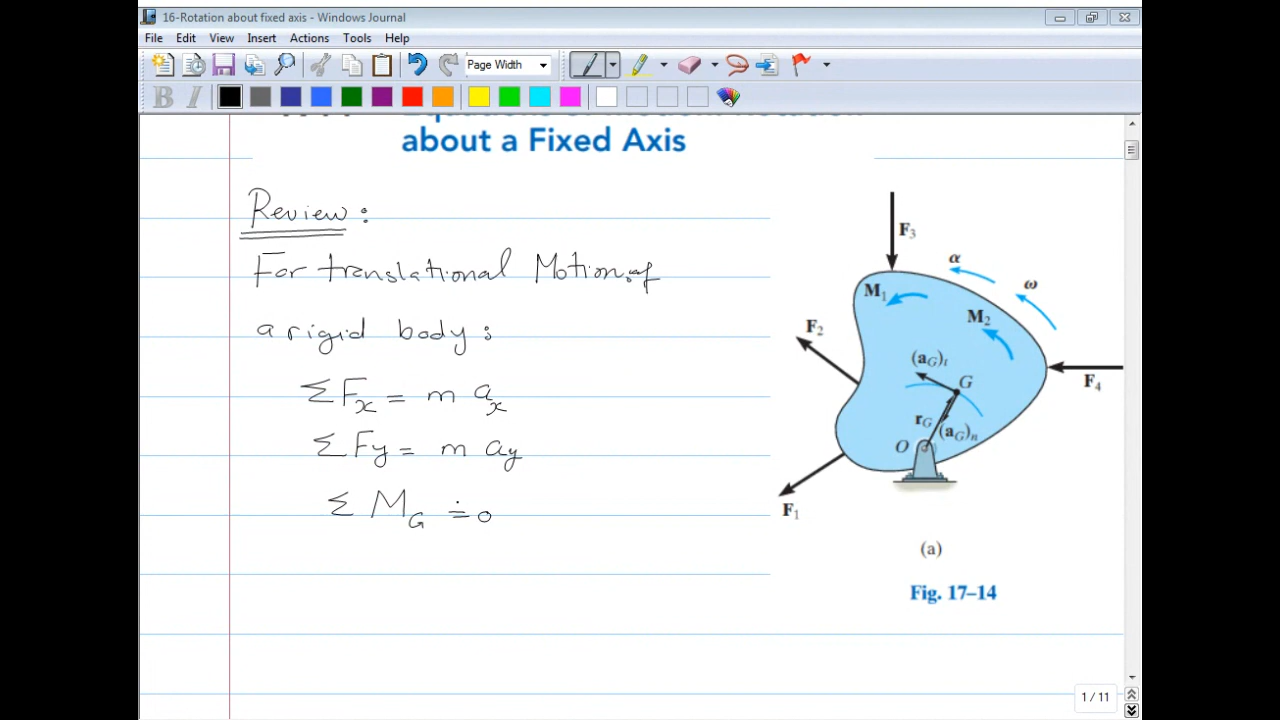 16-Rotation about fixed axis - Windows Journal
File Edit View Insert Actions Tools Help
Page Width
B I
about a Fixed Axis
Review:
For translational Motion of
a rigid body:
ΣFx = m ax
ΣFy = m ay
ΣMG = 0
F3
α
ω
M1
M2
F2
(aG)t
G
F4
rG
(aG)n
O
F1
(a)
Fig. 17–14
1 / 11